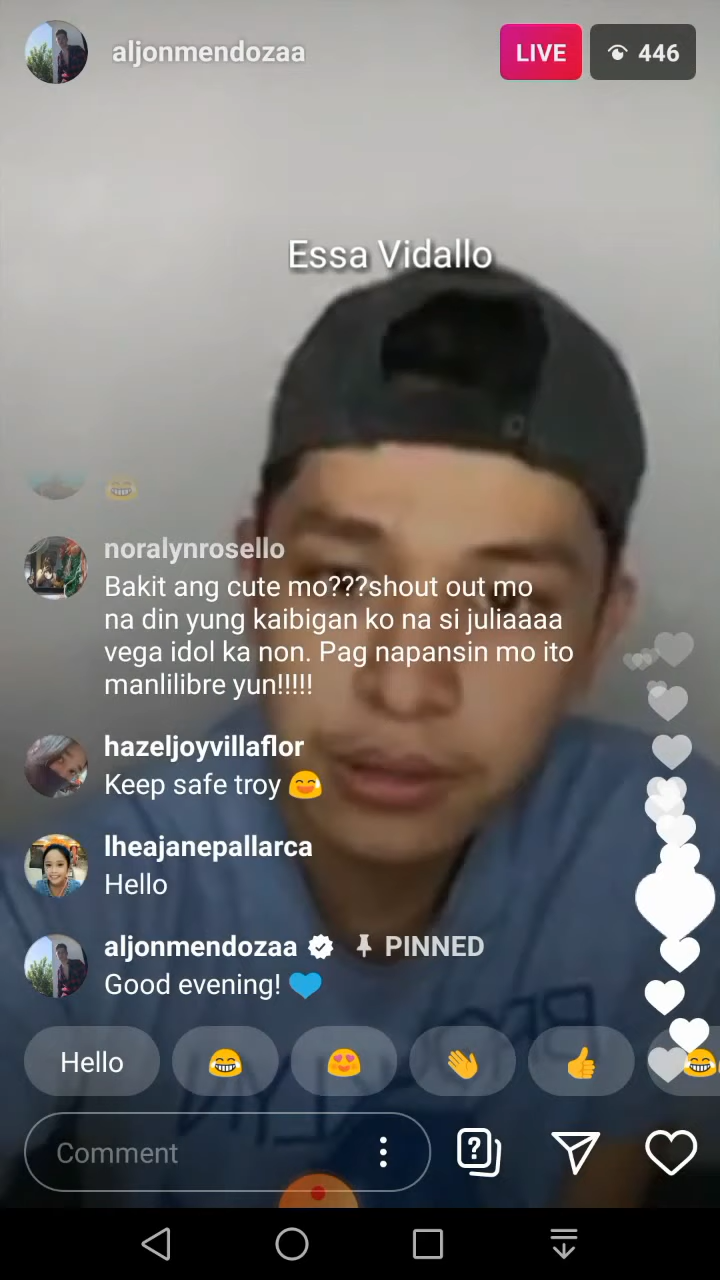 aljonmendozaa
LIVE
446
Essa Vidallo
😂
noralynrosello
Bakit ang cute mo???shout out mo
na din yung kaibigan ko na si juliaaaa
vega idol ka non. Pag napansin mo ito
manlilibre yun!!!!!
hazeljoyvillaflor
Keep safe troy 😅
lheajanepallarca
Hello
aljonmendozaa PINNED
Good evening! 💙
Hello 😂 😍 👏 👍 😂
Comment
BROOKLYN